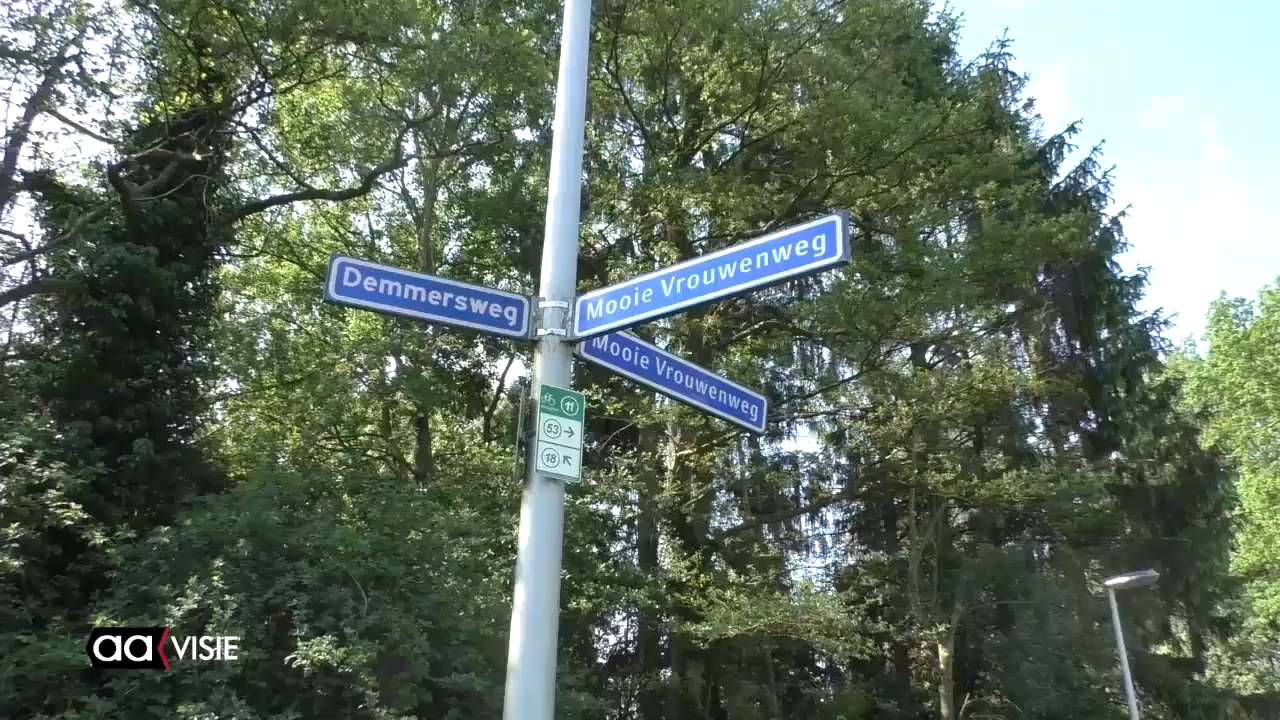 Demmersweg
Mooie Vrouwenweg
Mooie Vrouwenweg
11
53 →
18 ↖
aa VISIE